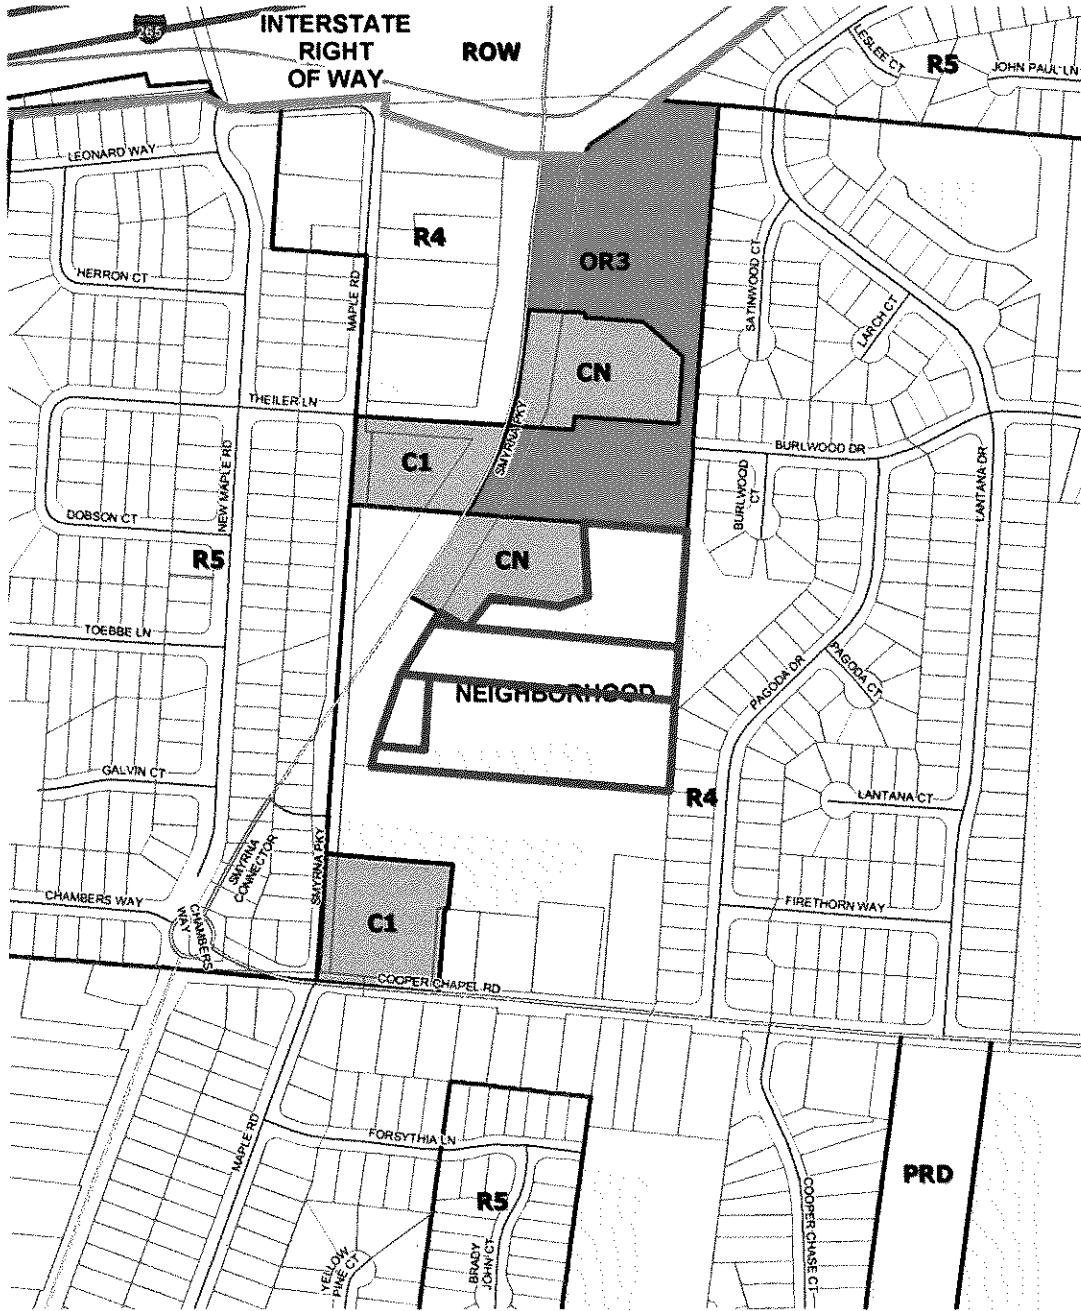 265
INTERSTATE
RIGHT
OF WAY
ROW
LESLEE CT
R5
JOHN PAUL LN
LEONARD WAY
R4
OR3
HERRON CT
MAPLE RD
SATINWOOD CT
LARCH CT
CN
THEILER LN
SMYRNA PKY
NEW MAPLE RD
C1
BURLWOOD DR
BURLWOOD
CT
LANTANA DR
DOBSON CT
R5
CN
TOEBBE LN
PAGODA DR
PAGODA CT
NEIGHBORHOOD
GALVIN CT
R4
LANTANA CT
SMYRNA
CONNECTOR
SMYRNA PKY
CHAMBERS WAY
CHAMBERS
WAY
C1
FIRETHORN WAY
COOPER CHAPEL RD
MAPLE RD
FORSYTHIA LN
R5
PRD
COOPER CHASE CT
YELLOW
PINE CT
BRADY
JOHN CT